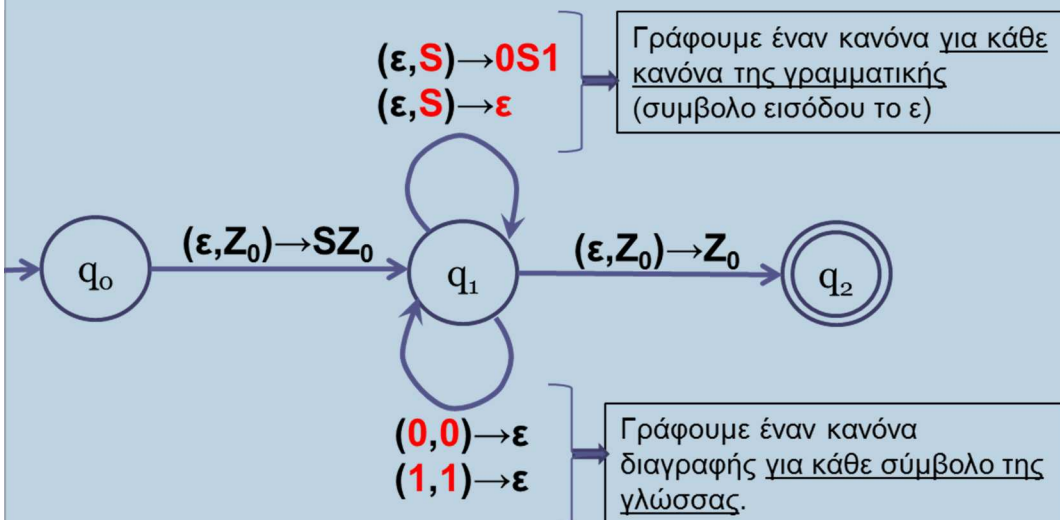 (ε,S)→0S1
(ε,S)→ε
Γράφουμε έναν κανόνα για κάθε
κανόνα της γραμματικής
(συμβολο εισόδου το ε)
q₀
(ε,Z₀)→SZ₀
q₁
(ε,Z₀)→Z₀
q₂
(0,0)→ε
(1,1)→ε
Γράφουμε έναν κανόνα
διαγραφής για κάθε σύμβολο της
γλώσσας.